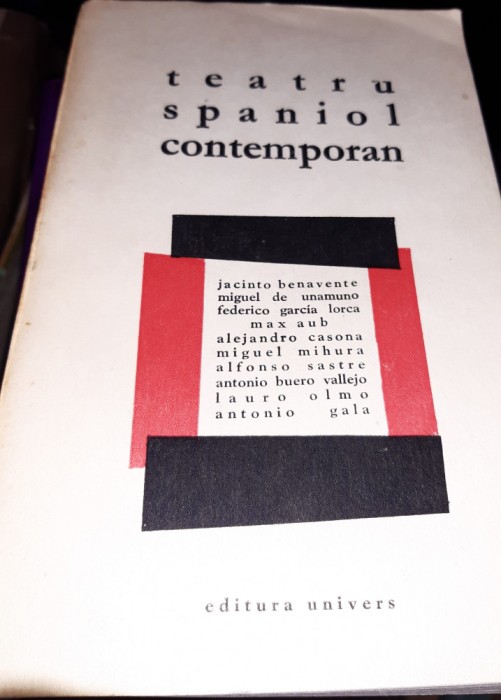 teatru
spaniol
contemporan
jacinto benavente
miguel de unamuno
federico garcía lorca
max aub
alejandro casona
miguel mihura
alfonso sastre
antonio buero vallejo
lauro olmo
antonio gala
editura univers